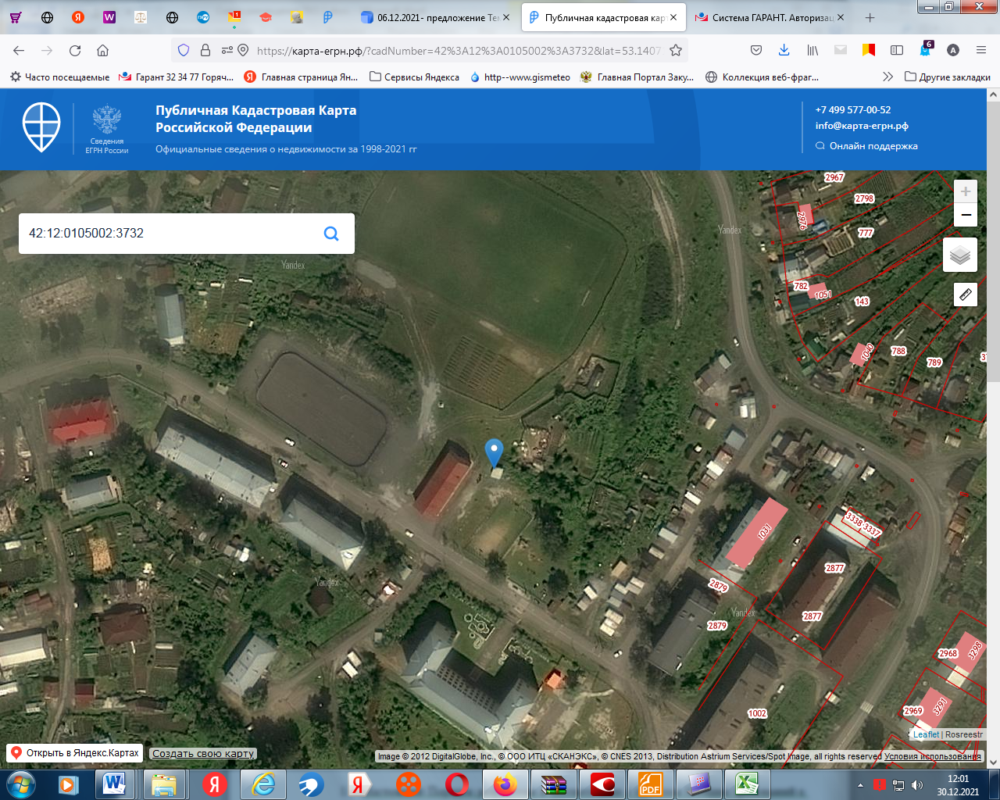 06.12.2021- предложение Тем
Публичная кадастровая карт
Система ГАРАНТ. Авторизац
https://карта-егрн.рф/?cadNumber=42%3A12%3A0105002%3A3732&lat=53.1407
6
A
Часто посещаемые
Гарант 32 34 77 Горяч...
Главная страница Ян...
Сервисы Яндекса
http--www.gismeteo
Главная Портал Заку...
Коллекция веб-фраг...
Другие закладки
Сведения
ЕГРН России
Публичная Кадастровая Карта
Российской Федерации
Официальные сведения о недвижимости за 1998-2021 гг
+7 499 577-00-52
info@карта-егрн.рф
Онлайн поддержка
42:12:0105002:3732
Yandex
Yandex
Yandex
Yandex
2967
2798
2976
777
782
1051
143
1040
788
789
1031
3338
3337
2877
2879
2877
2879
1002
2968
3298
2969
3291
Leaflet | Rosreestr
Открыть в Яндекс.Картах
Создать свою карту
Image © 2012 DigitalGlobe, Inc., © ООО ИТЦ «СКАНЭКС», © CNES 2013, Distribution Astrium Services/Spot Image, all rights reserved Условия использования
12:01
30.12.2021